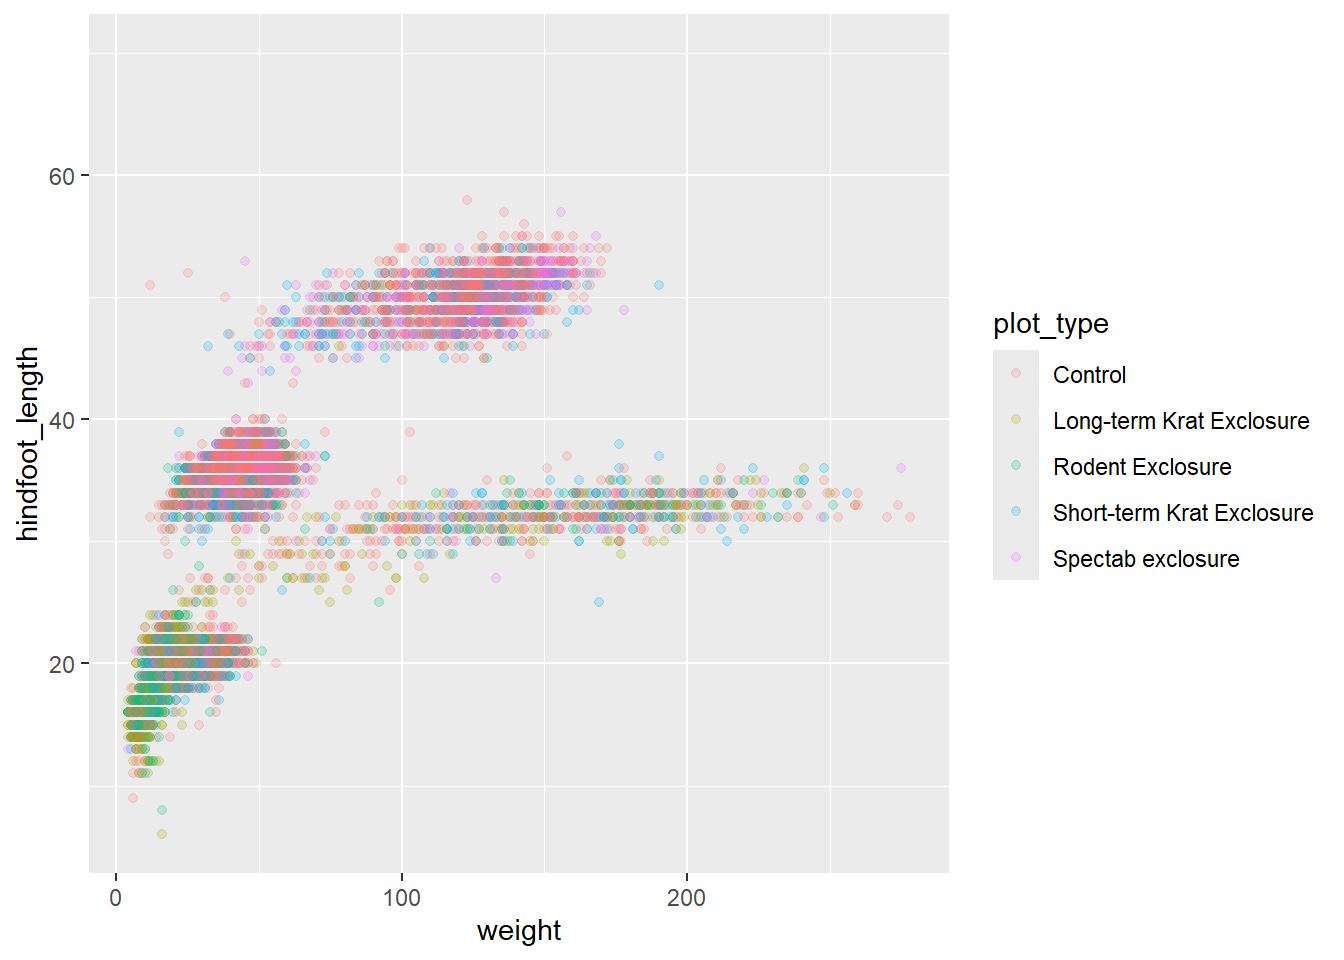 60
40
20
0
100
200
weight
hindfoot_length
plot_type
Control
Long-term Krat Exclosure
Rodent Exclosure
Short-term Krat Exclosure
Spectab exclosure